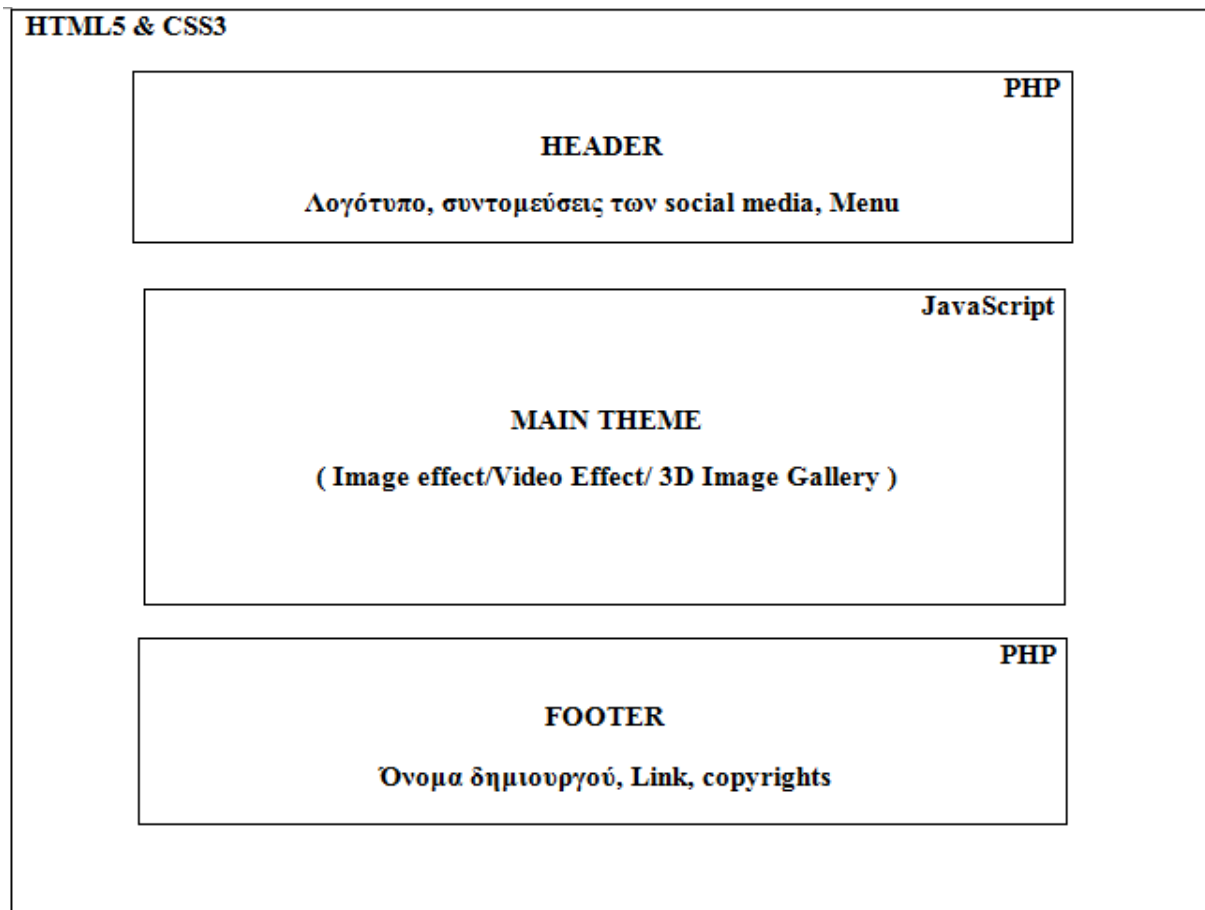 HTML5 & CSS3
PHP
HEADER
Λογότυπο, συντομεύσεις των social media, Menu
JavaScript
MAIN THEME
( Image effect/Video Effect/ 3D Image Gallery )
PHP
FOOTER
Όνομα δημιουργού, Link, copyrights